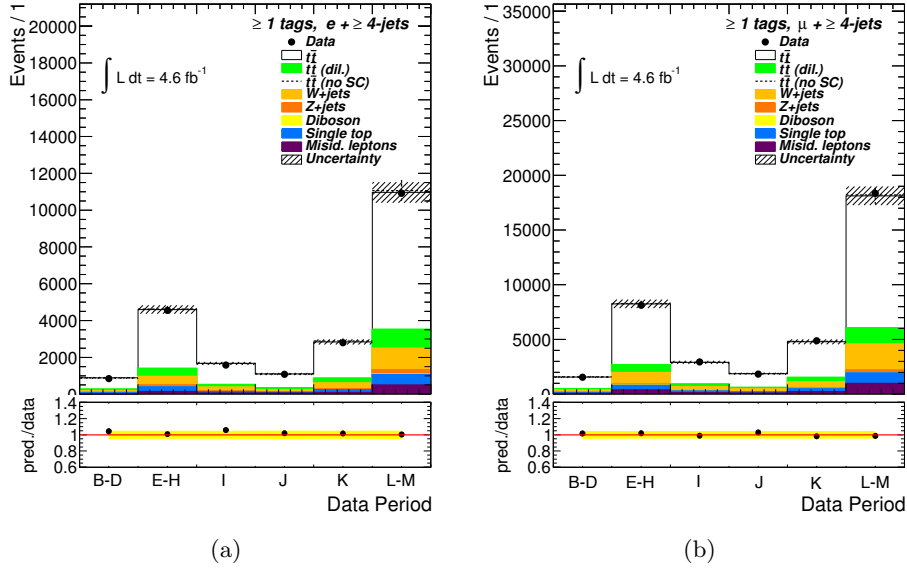 Events / 1
20000
18000
16000
14000
12000
10000
8000
6000
4000
2000
0
≥ 1 tags, e + ≥ 4-jets
∫ L dt = 4.6 fb⁻¹
Data
tt̄
tt̄ (dil.)
tt̄ (no SC)
W+jets
Z+jets
Diboson
Single top
Misid. leptons
Uncertainty
pred./data
1.4
1.2
1
0.8
0.6
B-D E-H I J K L-M
Data Period
(a)
Events / 1
35000
30000
25000
20000
15000
10000
5000
0
≥ 1 tags, μ + ≥ 4-jets
∫ L dt = 4.6 fb⁻¹
Data
tt̄
tt̄ (dil.)
tt̄ (no SC)
W+jets
Z+jets
Diboson
Single top
Misid. leptons
Uncertainty
pred./data
1.4
1.2
1
0.8
0.6
B-D E-H I J K L-M
Data Period
(b)